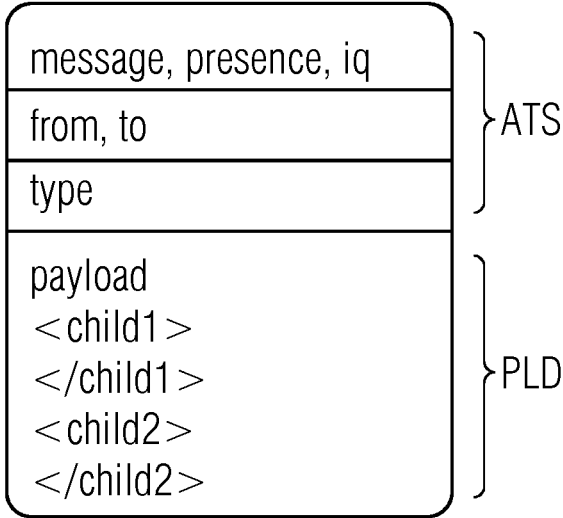 message, presence, iq
from, to
type
ATS
payload
<child1>
</child1>
<child2>
</child2>
PLD